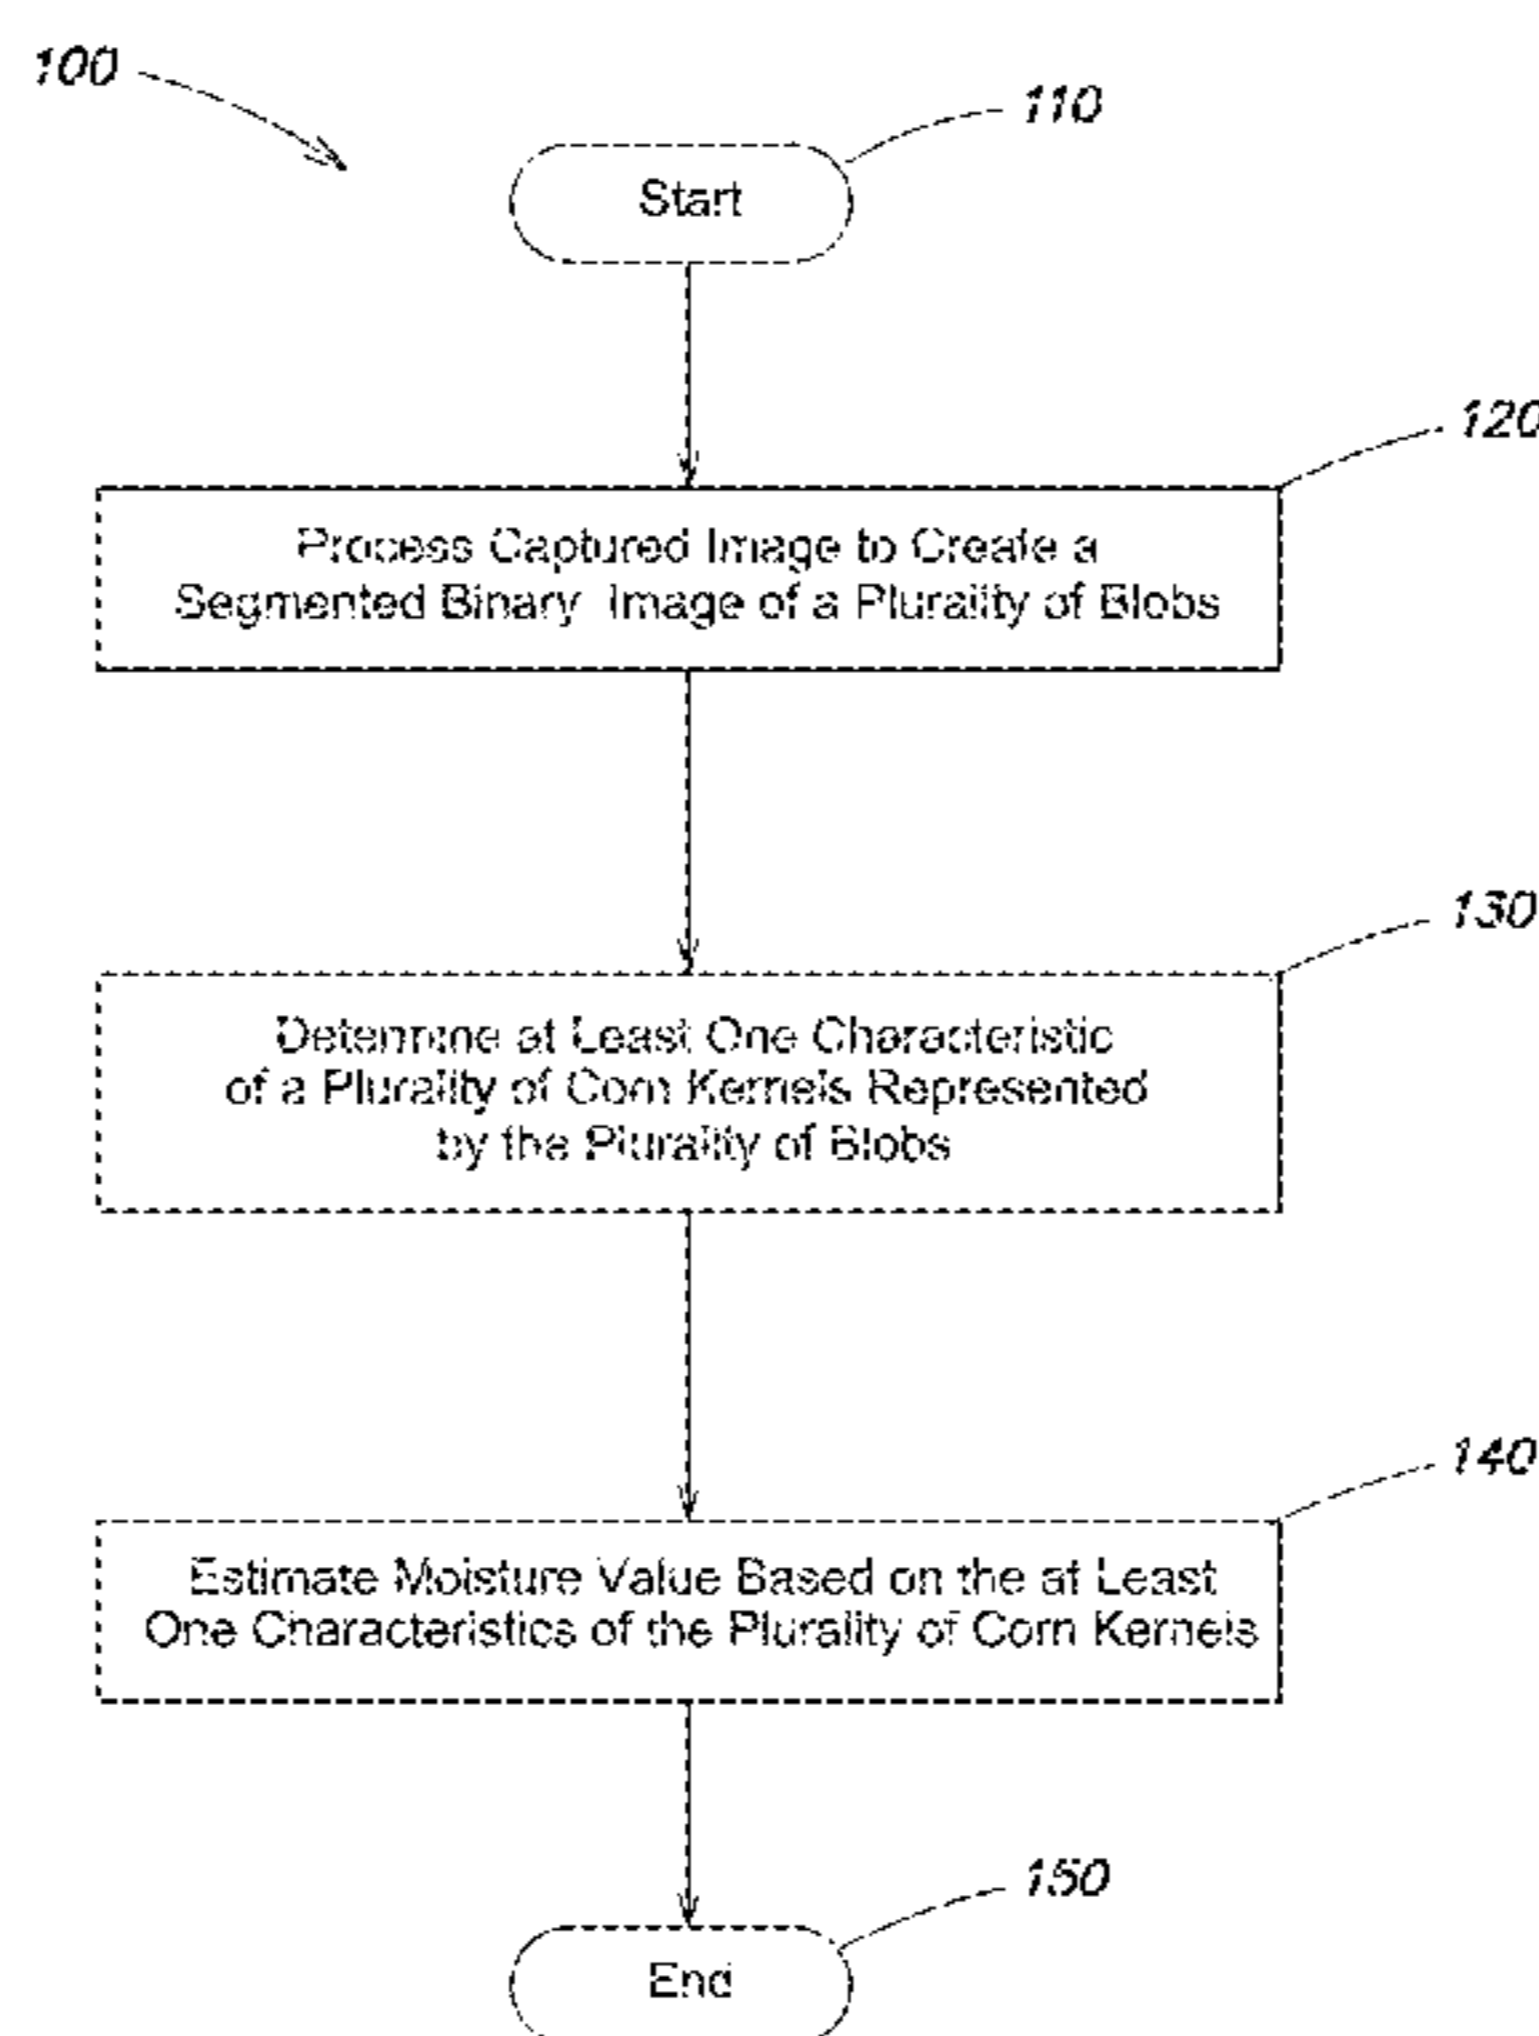 100
110
Start
120
Process Captured Image to Create a
Segmented Binary Image of a Plurality of Blobs
130
Determine at Least One Characteristic
of a Plurality of Corn Kernels Represented
by the Plurality of Blobs
140
Estimate Moisture Value Based on the at Least
One Characteristics of the Plurality of Corn Kernels
150
End